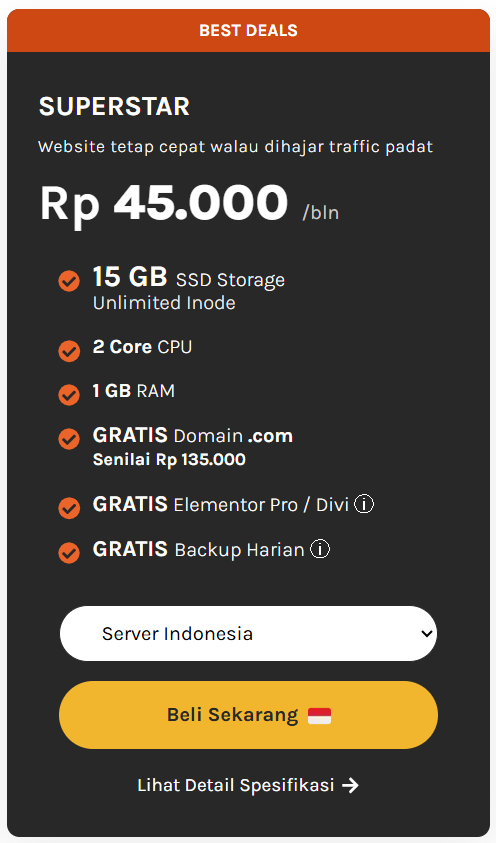 BEST DEALS
SUPERSTAR
Website tetap cepat walau dihajar traffic padat
Rp 45.000 /bln
15 GB SSD Storage
Unlimited Inode
2 Core CPU
1 GB RAM
GRATIS Domain .com
Senilai Rp 135.000
GRATIS Elementor Pro / Divi ⓘ
GRATIS Backup Harian ⓘ
Server Indonesia
Beli Sekarang
Lihat Detail Spesifikasi →